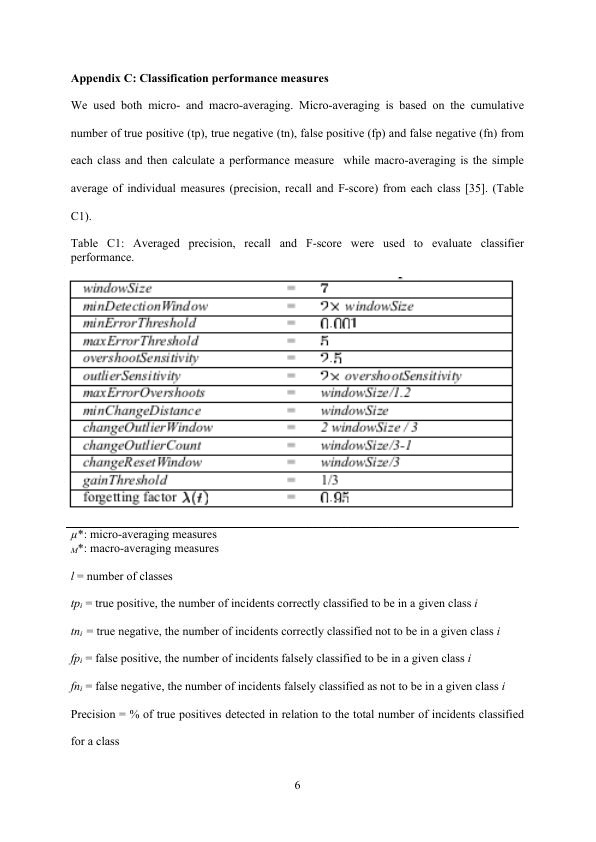 Appendix C: Classification performance measures
We used both micro- and macro-averaging. Micro-averaging is based on the cumulative
number of true positive (tp), true negative (tn), false positive (fp) and false negative (fn) from
each class and then calculate a performance measure while macro-averaging is the simple
average of individual measures (precision, recall and F-score) from each class [35]. (Table
C1).
Table C1: Averaged precision, recall and F-score were used to evaluate classifier
performance.
windowSize = 7
minDetectionWindow = 2× windowSize
minErrorThreshold = 0.001
maxErrorThreshold = 5
overshootSensitivity = 2.5
outlierSensitivity = 2× overshootSensitivity
maxErrorOvershoots = windowSize/1.2
minChangeDistance = windowSize
changeOutlierWindow = 2 windowSize / 3
changeOutlierCount = windowSize/3-1
changeResetWindow = windowSize/3
gainThreshold = 1/3
forgetting factor λ(t) = 0.95
µ*: micro-averaging measures
M*: macro-averaging measures
l = number of classes
tpi = true positive, the number of incidents correctly classified to be in a given class i
tni = true negative, the number of incidents correctly classified not to be in a given class i
fpi = false positive, the number of incidents falsely classified to be in a given class i
fni = false negative, the number of incidents falsely classified as not to be in a given class i
Precision = % of true positives detected in relation to the total number of incidents classified
for a class
6